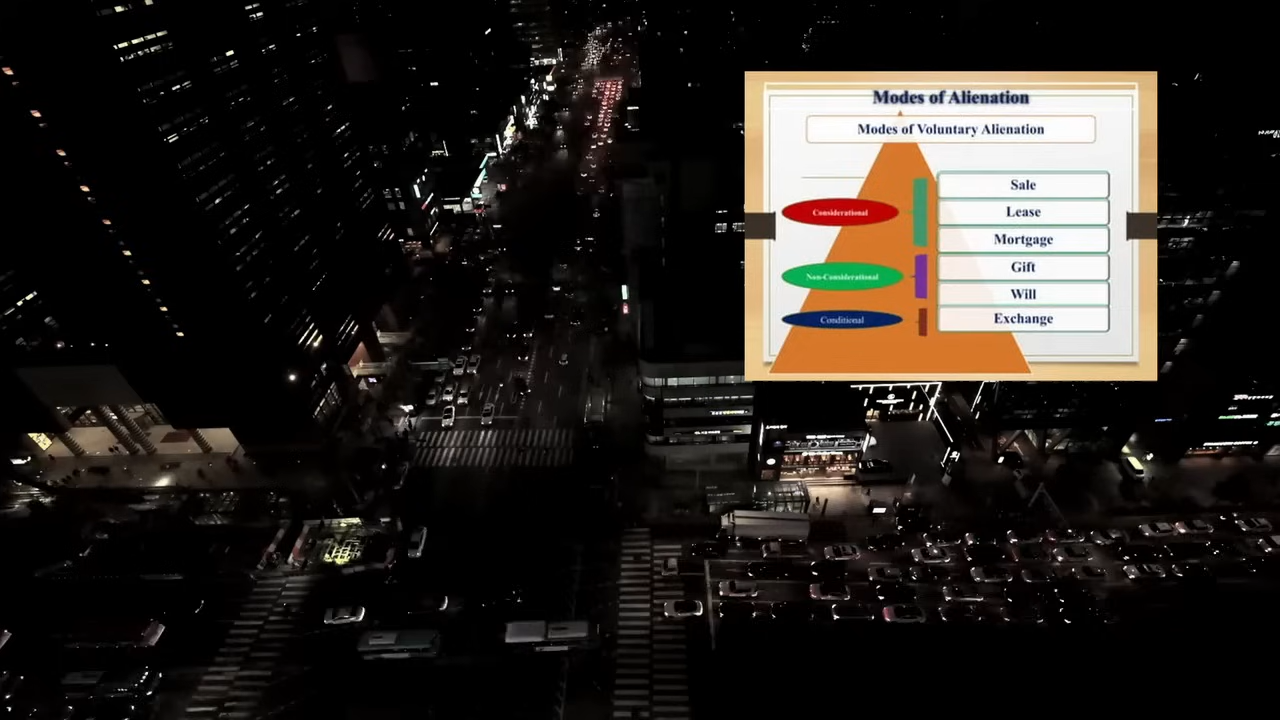 Modes of Alienation
Modes of Voluntary Alienation
Considerational
Sale
Lease
Mortgage
Non-Considerational
Gift
Will
Conditional
Exchange